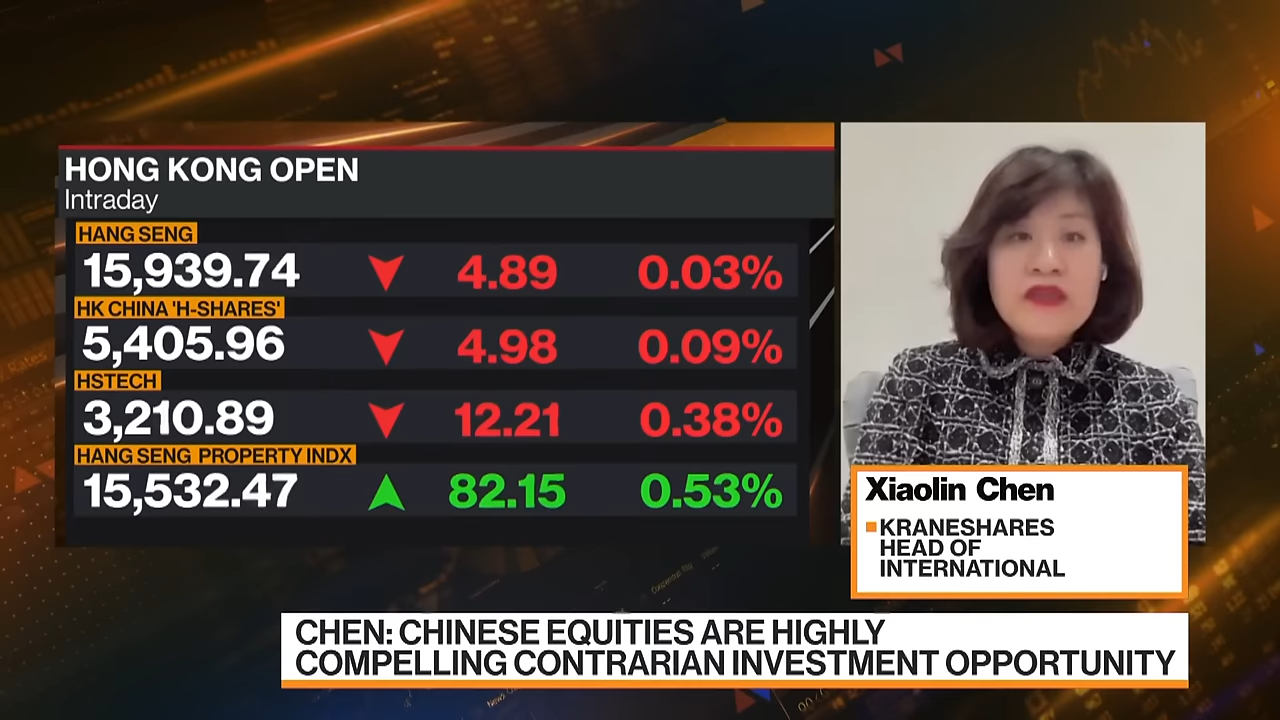 HONG KONG OPEN
Intraday
HANG SENG
15,939.74 4.89 0.03%
HK CHINA 'H-SHARES'
5,405.96 4.98 0.09%
HSTECH
3,210.89 12.21 0.38%
HANG SENG PROPERTY INDX
15,532.47 82.15 0.53%
Xiaolin Chen
KRANESHARES
HEAD OF
INTERNATIONAL
CHEN: CHINESE EQUITIES ARE HIGHLY
COMPELLING CONTRARIAN INVESTMENT OPPORTUNITY